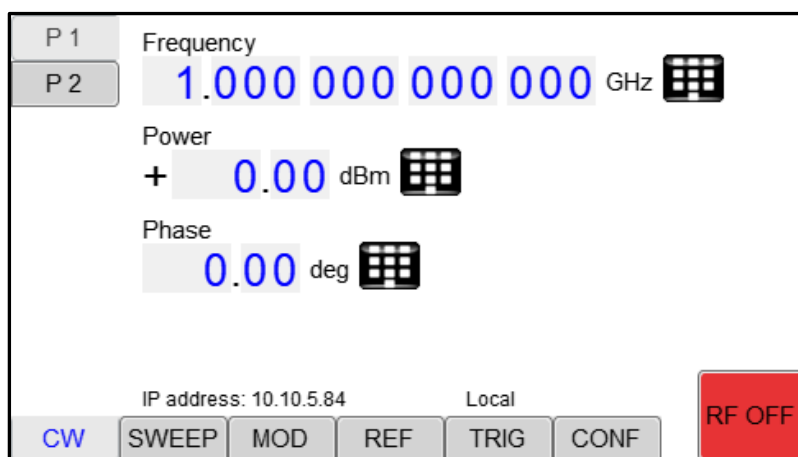 P 1
P 2
Frequency
1.000 000 000 000 GHz
Power
+ 0.00 dBm
Phase
0.00 deg
IP address: 10.10.5.84 Local
RF OFF
CW SWEEP MOD REF TRIG CONF